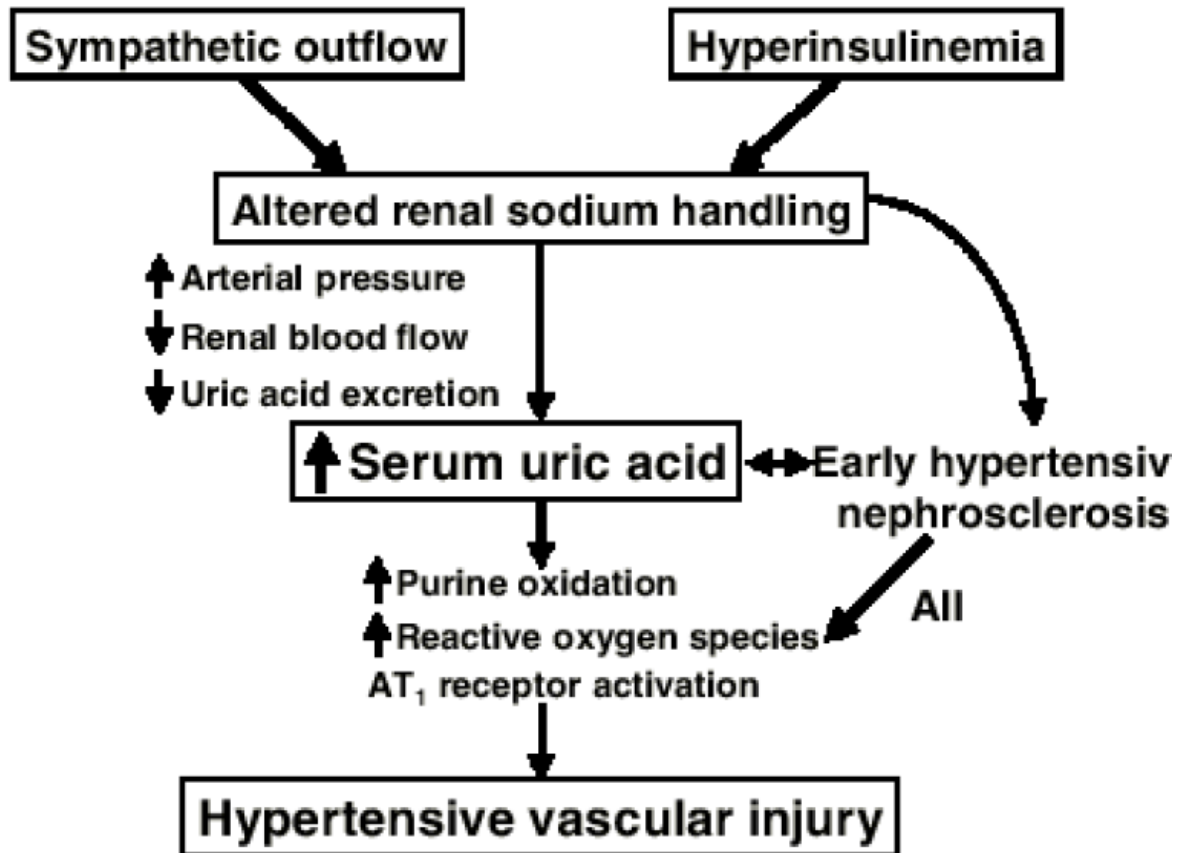 Sympathetic outflow
Hyperinsulinemia
Altered renal sodium handling
Arterial pressure
Renal blood flow
Uric acid excretion
Serum uric acid
Early hypertensiv
nephrosclerosis
Purine oxidation
AII
Reactive oxygen species
AT₁ receptor activation
Hypertensive vascular injury